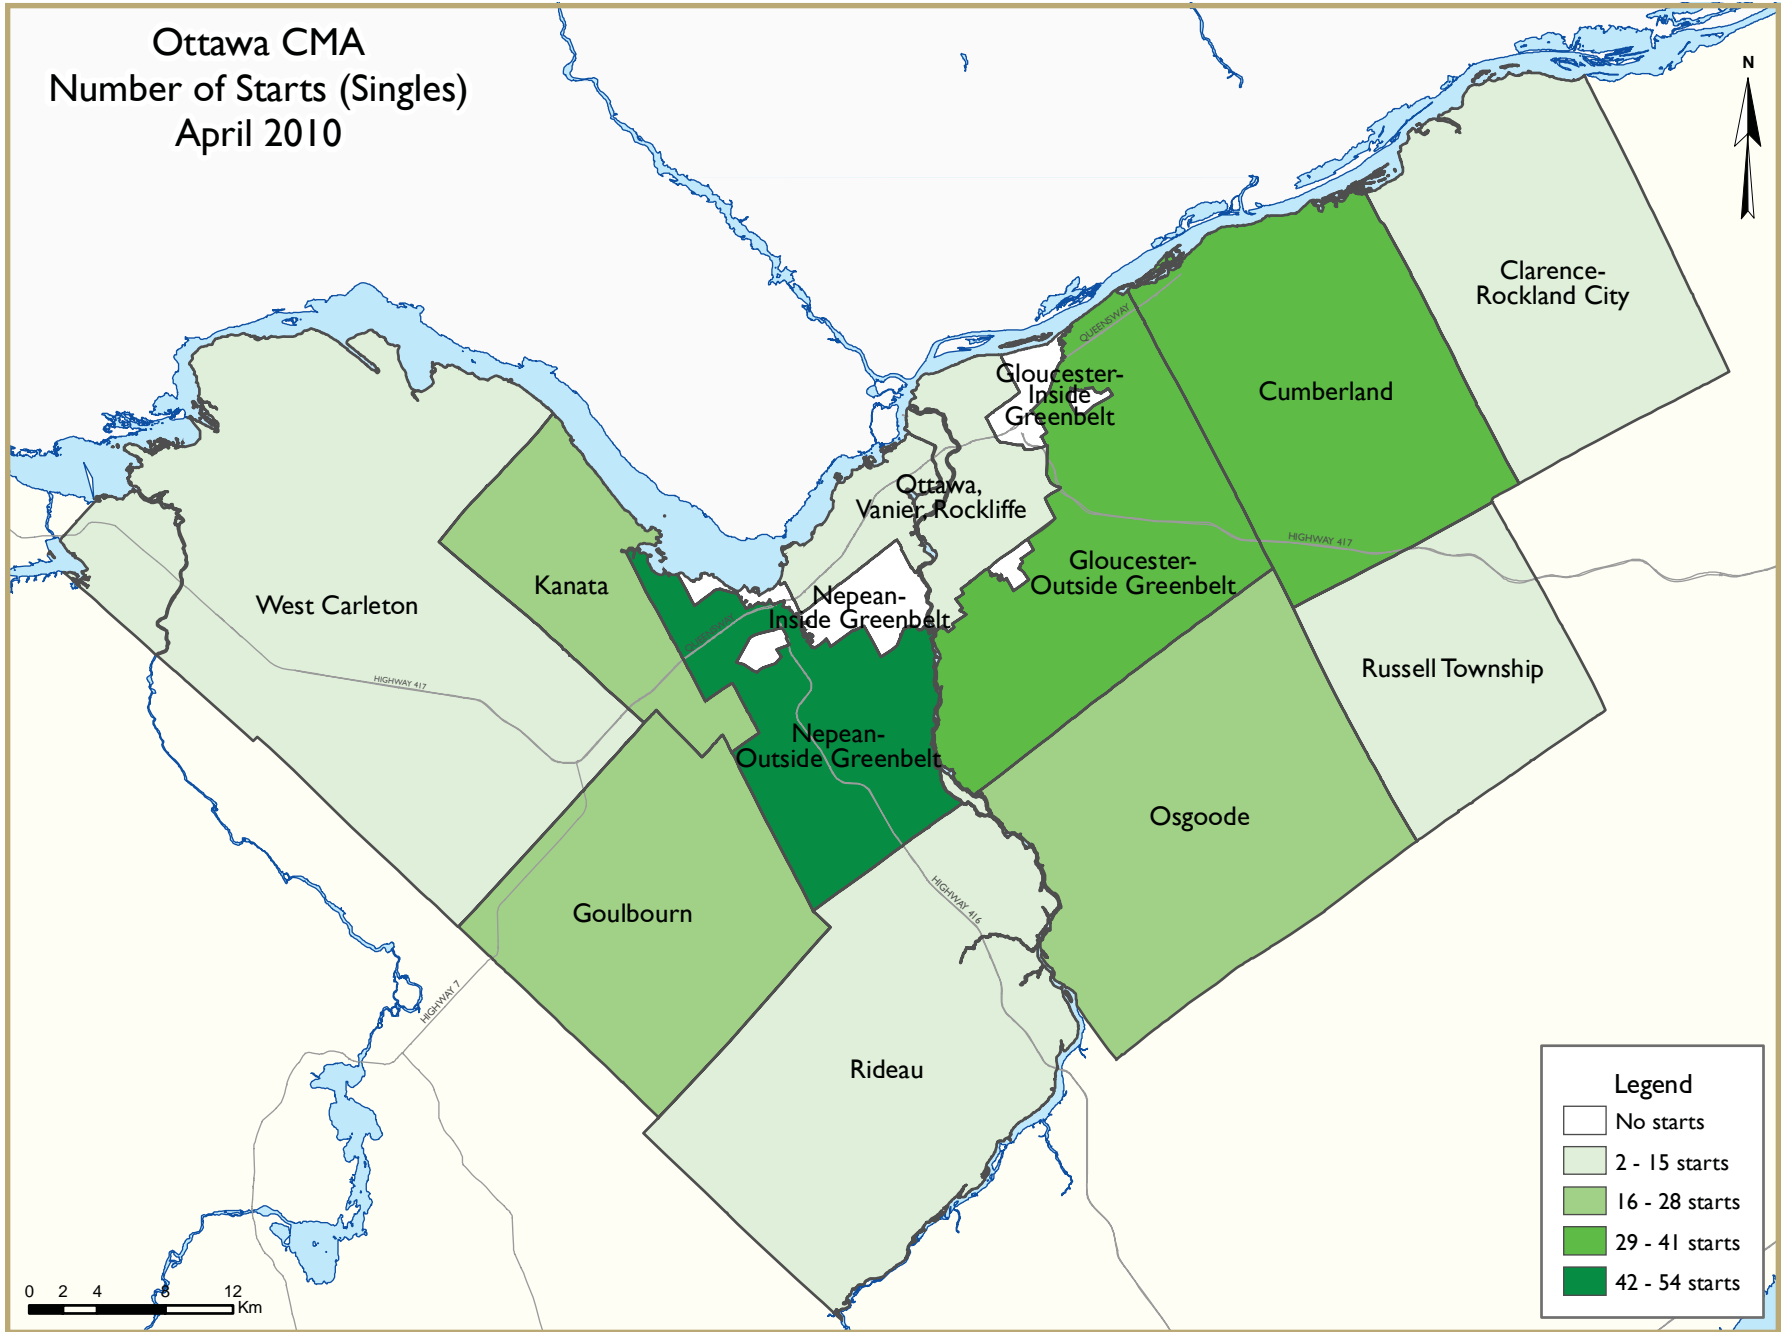 Ottawa CMA
Number of Starts (Singles)
April 2010
N
Clarence-
Rockland City
QUEENSWAY
Gloucester-
Inside
Greenbelt
Cumberland
Ottawa,
Vanier, Rockliffe
HIGHWAY 417
Gloucester-
Outside Greenbelt
Kanata
West Carleton
Nepean-
Inside Greenbelt
QUEENSWAY
Russell Township
HIGHWAY 417
Nepean-
Outside Greenbelt
Osgoode
Goulbourn
HIGHWAY 416
HIGHWAY 7
Rideau
Legend
No starts
2 - 15 starts
16 - 28 starts
29 - 41 starts
42 - 54 starts
0 2 4 8 12
Km